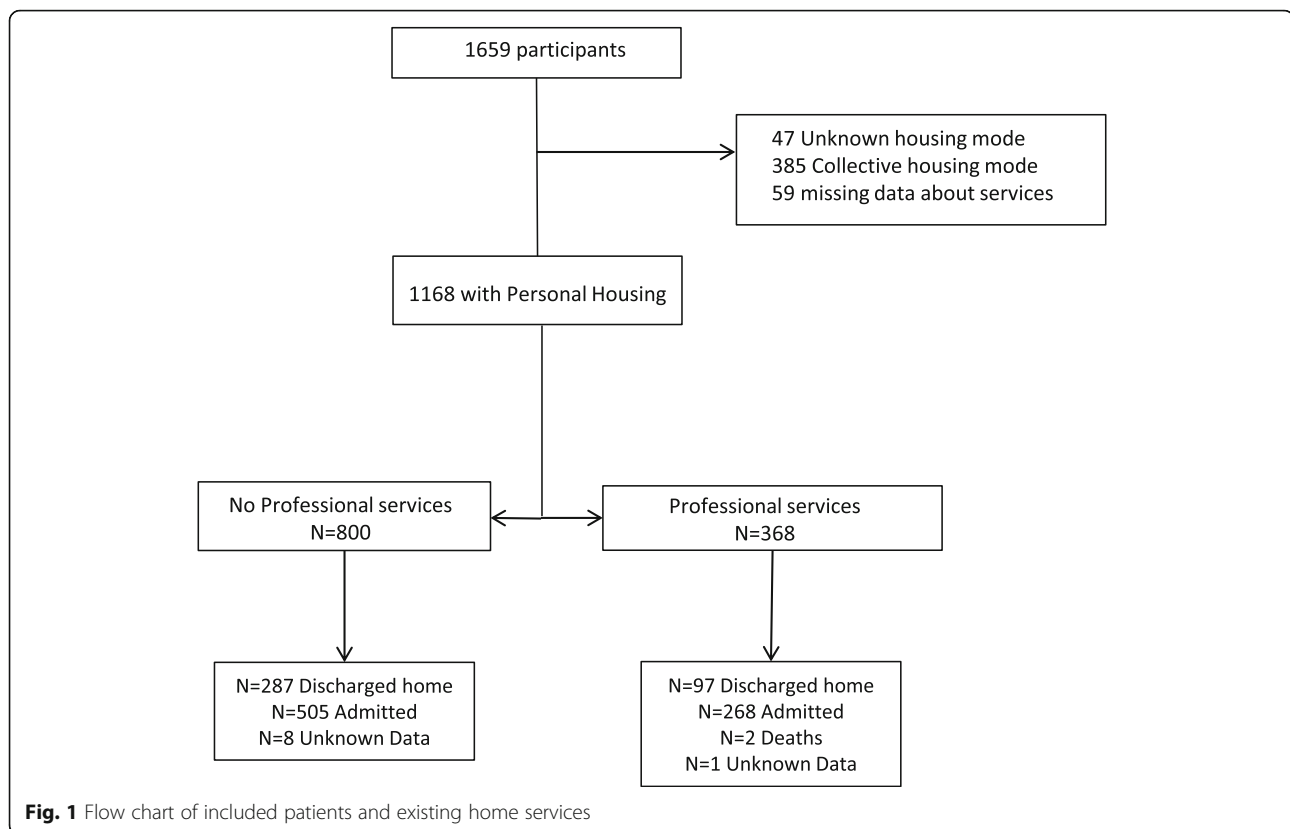 1659 participants
47 Unknown housing mode
385 Collective housing mode
59 missing data about services
1168 with Personal Housing
No Professional services
N=800
Professional services
N=368
N=287 Discharged home
N=505 Admitted
N=8 Unknown Data
N=97 Discharged home
N=268 Admitted
N=2 Deaths
N=1 Unknown Data
Fig. 1 Flow chart of included patients and existing home services